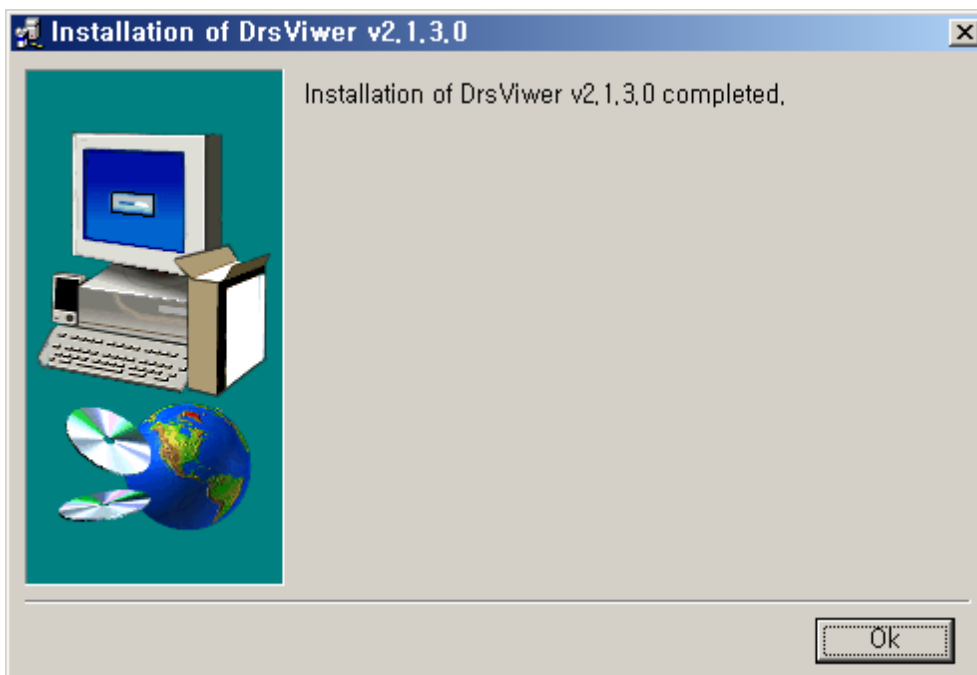 Installation of DrsViwer v2,1,3,0
Installation of DrsViwer v2,1,3,0 completed,
Ok